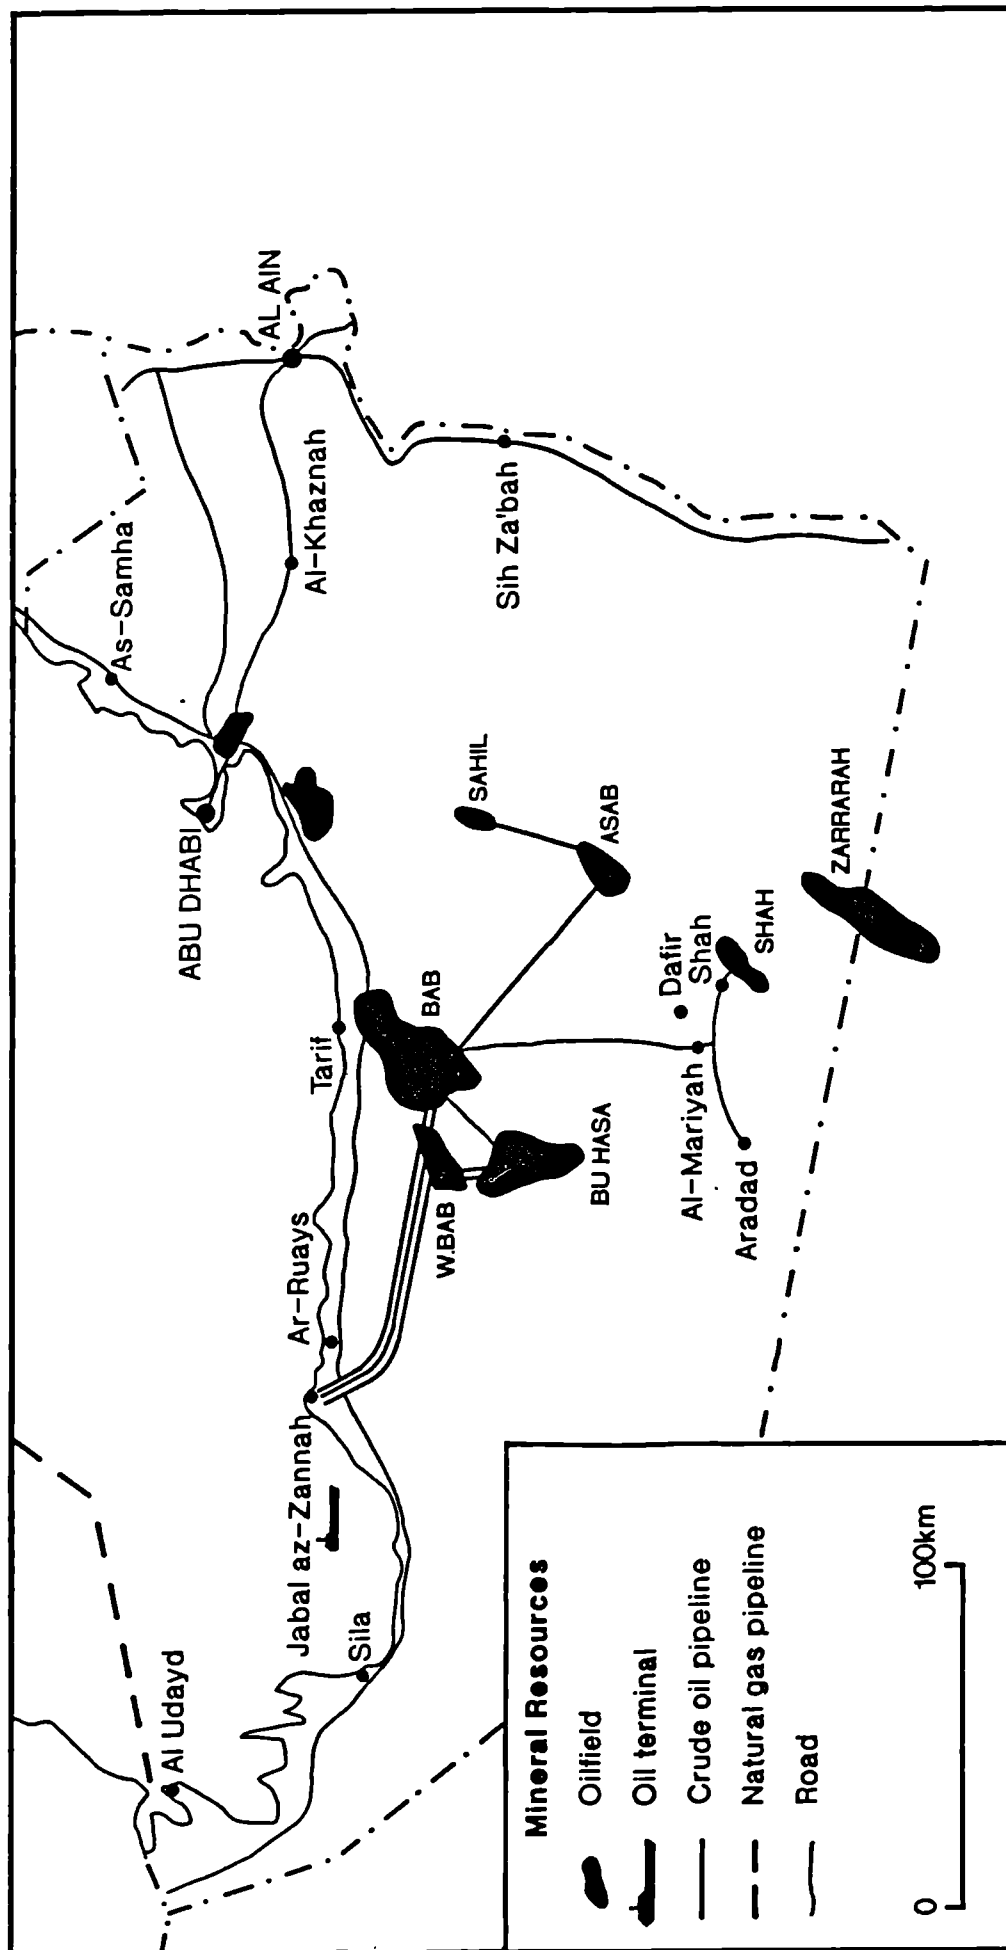 As-Samha
AL AIN
Al-Khaznah
Sih Za'bah
ABU DHABI
SAHIL
ASAB
ZARRARAH
Dafir
Shah
SHAH
BAB
Tarif
Al-Mariyah
Aradad
BU HASA
W.BAB
Ar-Ruays
Jabal az-Zannah
Sila
Al Udayd
Mineral Resources
Oilfield
Oil terminal
Crude oil pipeline
Natural gas pipeline
Road
0 100km